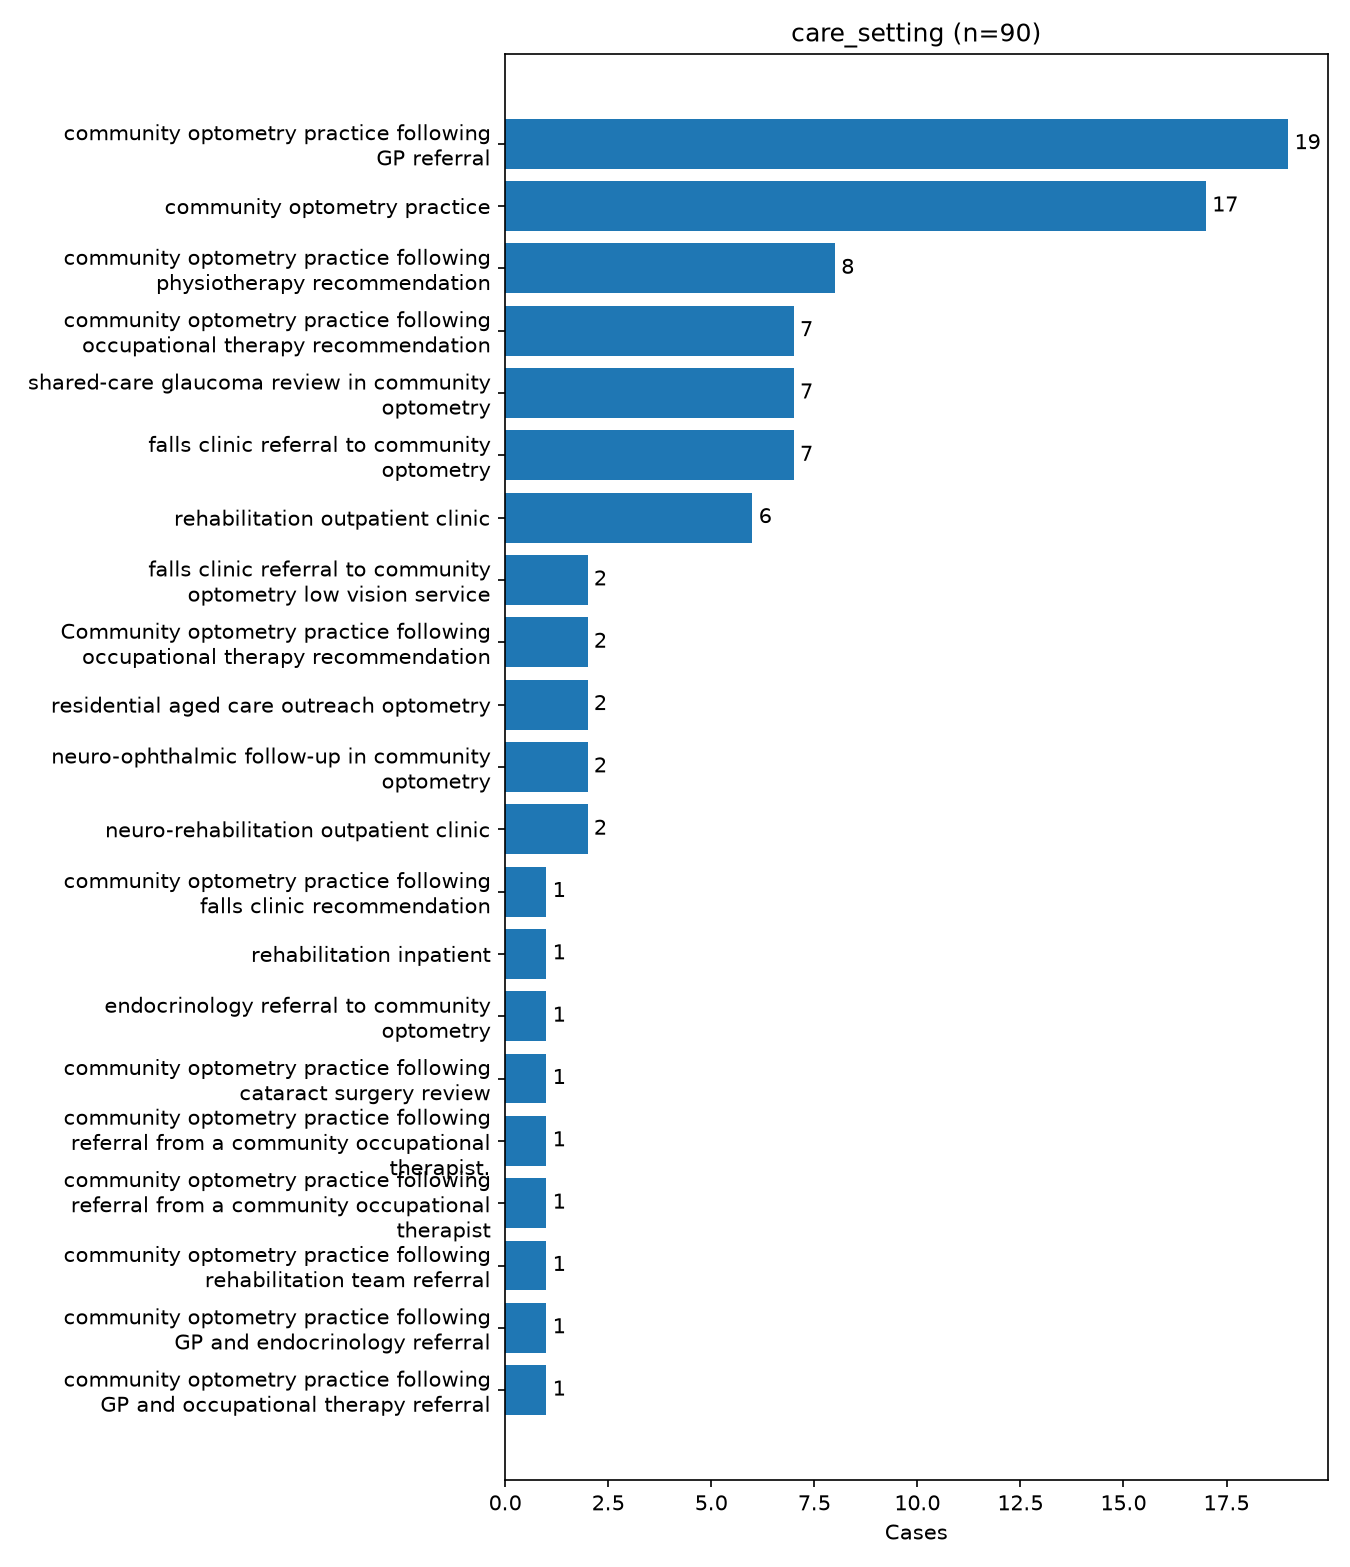 care_setting (n=90)
community optometry practice following
GP referral
19
community optometry practice
17
community optometry practice following
physiotherapy recommendation
8
community optometry practice following
occupational therapy recommendation
7
shared-care glaucoma review in community
optometry
7
falls clinic referral to community
optometry
7
rehabilitation outpatient clinic
6
falls clinic referral to community
optometry low vision service
2
Community optometry practice following
occupational therapy recommendation
2
residential aged care outreach optometry
2
neuro-ophthalmic follow-up in community
optometry
2
neuro-rehabilitation outpatient clinic
2
community optometry practice following
falls clinic recommendation
1
rehabilitation inpatient
1
endocrinology referral to community
optometry
1
community optometry practice following
cataract surgery review
1
community optometry practice following
referral from a community occupational
therapist.
1
community optometry practice following
referral from a community occupational
therapist
1
community optometry practice following
rehabilitation team referral
1
community optometry practice following
GP and endocrinology referral
1
community optometry practice following
GP and occupational therapy referral
1
0.0 2.5 5.0 7.5 10.0 12.5 15.0 17.5
Cases